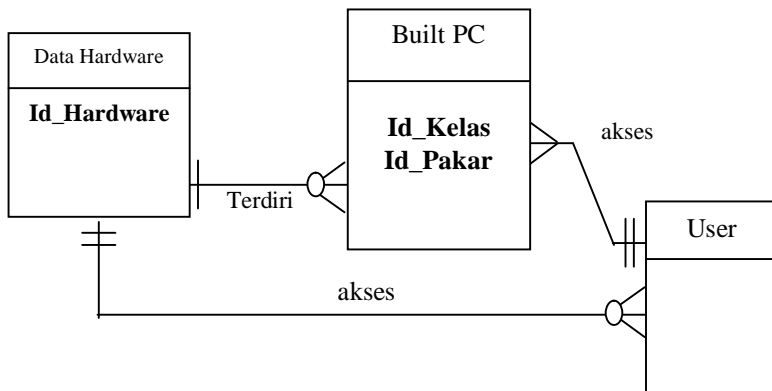 Data Hardware
Id_Hardware
Terdiri
Built PC
Id_Kelas
Id_Pakar
akses
User
akses